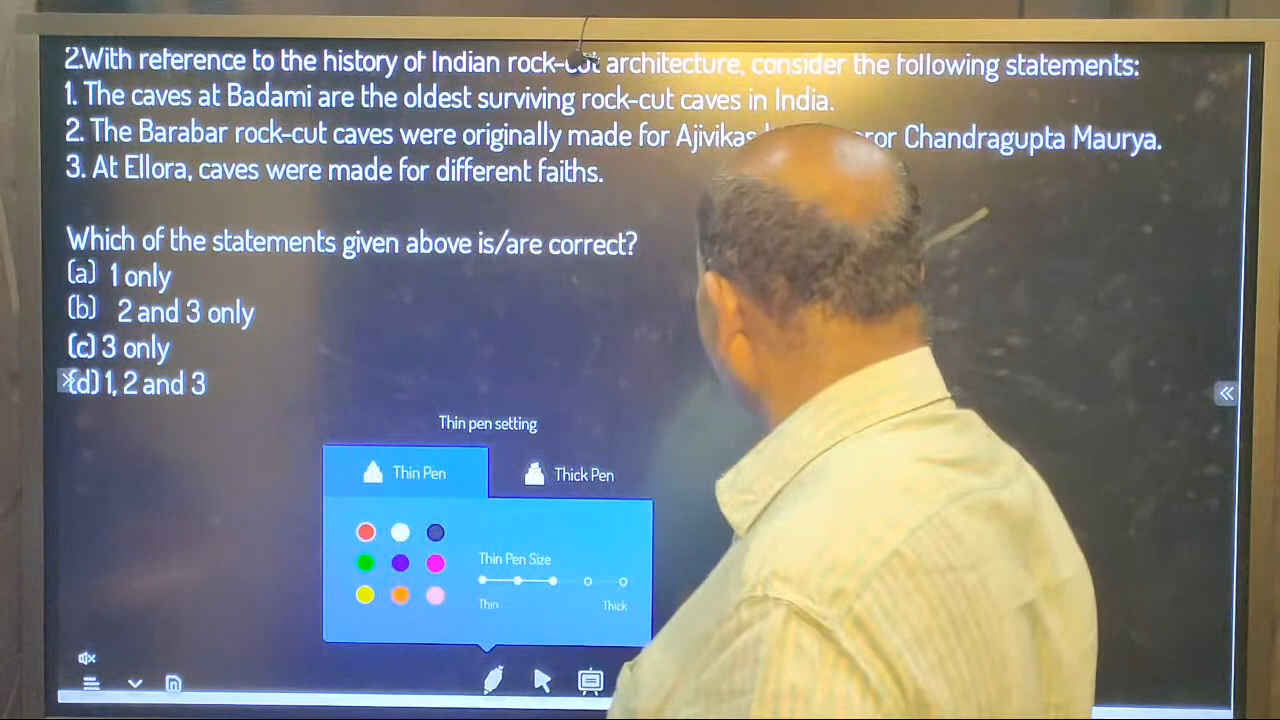 2.With reference to the history of Indian rock-cut architecture, consider the following statements:
1. The caves at Badami are the oldest surviving rock-cut caves in India.
2. The Barabar rock-cut caves were originally made for Ajivikas Chandragupta Maurya.
3. At Ellora, caves were made for different faiths.
Which of the statements given above is/are correct?
(a) 1 only
(b) 2 and 3 only
(c) 3 only
(d) 1, 2 and 3
Thin pen setting
Thin Pen
Thick Pen
Thin Pen Size
Thin
Thick